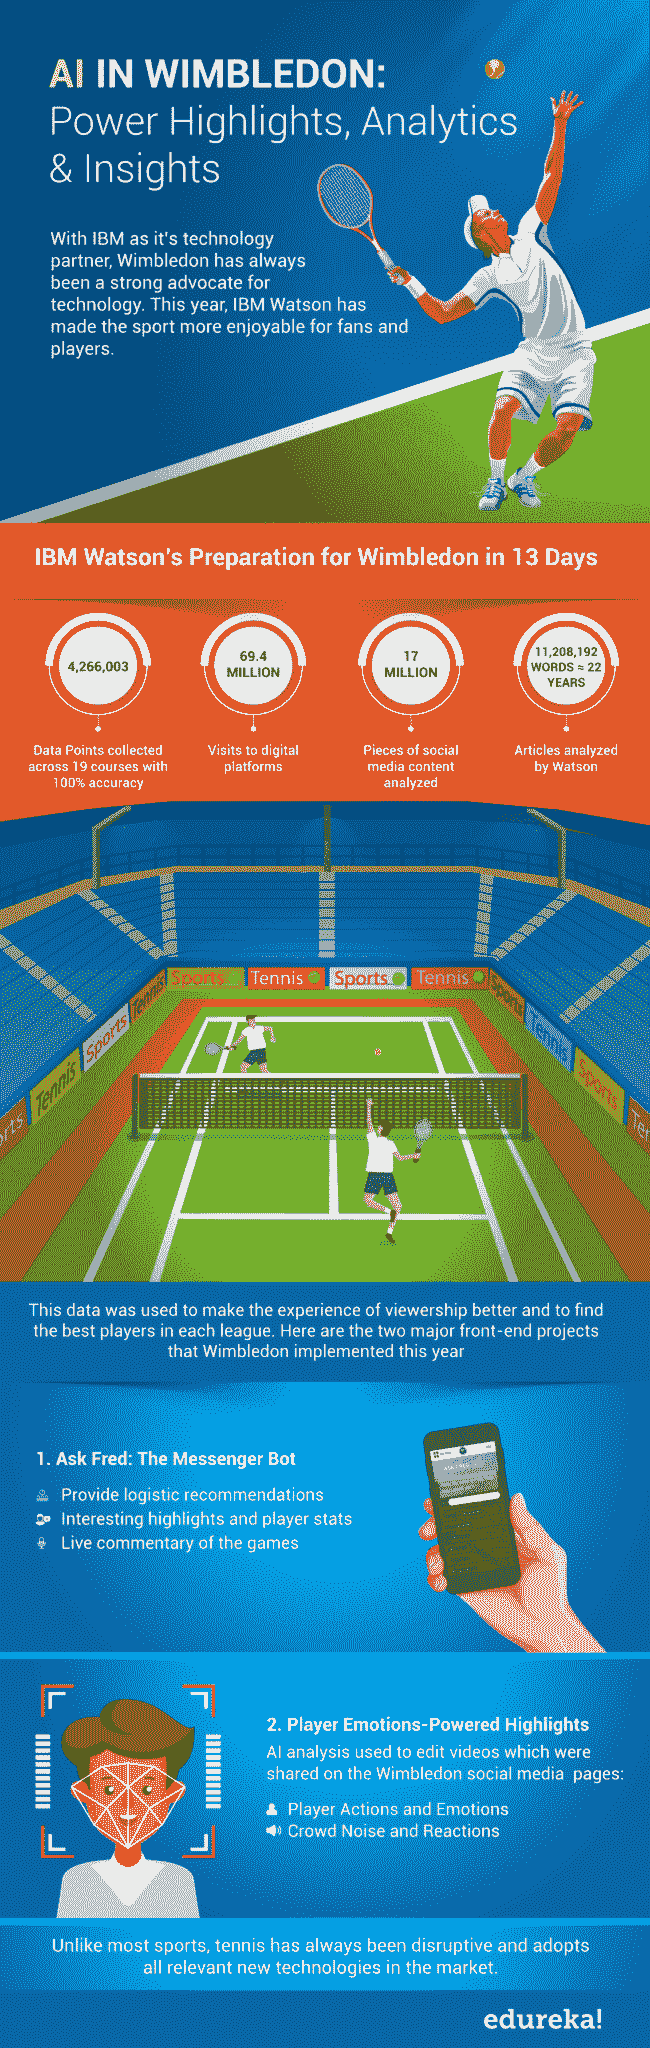 AI IN WIMBLEDON:
Power Highlights, Analytics
& Insights
With IBM as it's technology
partner, Wimbledon has always
been a strong advocate for
technology. This year, IBM Watson has
made the sport more enjoyable for fans and
players.
IBM Watson's Preparation for Wimbledon in 13 Days
4,266,003
Data Points collected
across 19 courses with
100% accuracy
69.4
MILLION
Visits to digital
platforms
17
MILLION
Pieces of social
media content
analyzed
11,208,192
WORDS = 22
YEARS
Articles analyzed
by Watson
Sports
Tennis
Sports
Tennis
Tennis
Sports
Tennis
rts
Sports
Tennis
Sports
Ter
This data was used to make the experience of viewership better and to find
the best players in each league. Here are the two major front-end projects
that Wimbledon implemented this year
1. Ask Fred: The Messenger Bot
Provide logistic recommendations
Interesting highlights and player stats
Live commentary of the games
2. Player Emotions-Powered Highlights
AI analysis used to edit videos which were
shared on the Wimbledon social media pages:
Player Actions and Emotions
Crowd Noise and Reactions
Unlike most sports, tennis has always been disruptive and adopts
all relevant new technologies in the market.
edureka!